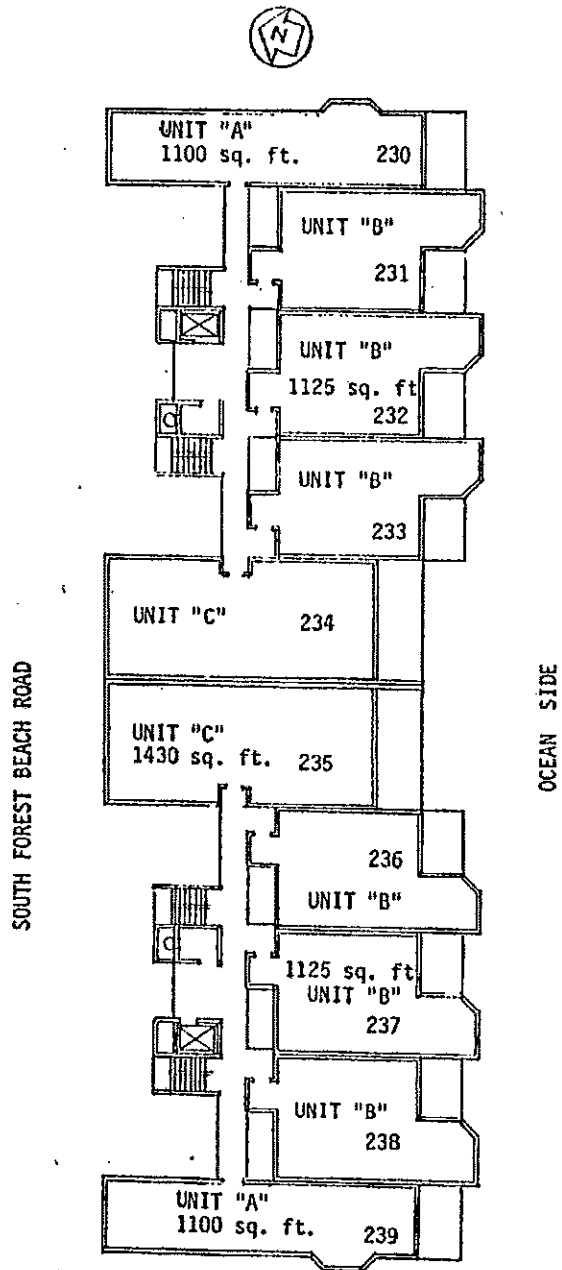 N
UNIT "A"
1100 sq. ft.
230
UNIT "B"
231
UNIT "B"
1125 sq. ft
232
UNIT "B"
233
UNIT "C"
234
UNIT "C"
1430 sq. ft.
235
236
UNIT "B"
1125 sq. ft
UNIT "B"
237
UNIT "B"
238
UNIT "A"
1100 sq. ft.
239
SOUTH FOREST BEACH ROAD
OCEAN SIDE